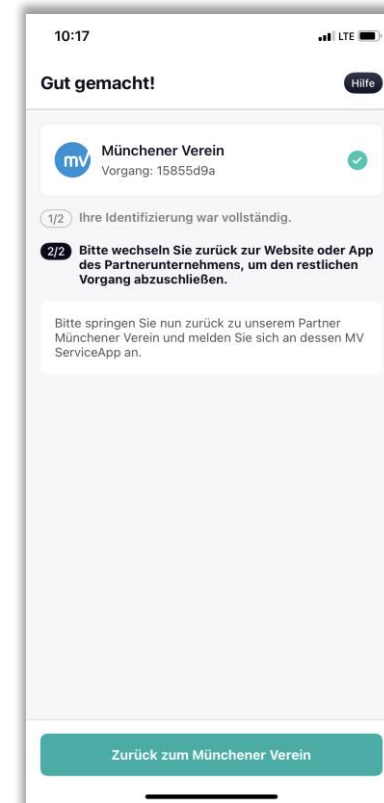 10:17
LTE
Gut gemacht!
Hilfe
mv
Münchener Verein
Vorgang: 15855d9a
1/2 Ihre Identifizierung war vollständig.
2/2 Bitte wechseln Sie zurück zur Website oder App
des Partnerunternehmens, um den restlichen
Vorgang abzuschließen.
Bitte springen Sie nun zurück zu unserem Partner
Münchener Verein und melden Sie sich an dessen MV
ServiceApp an.
Zurück zum Münchener Verein